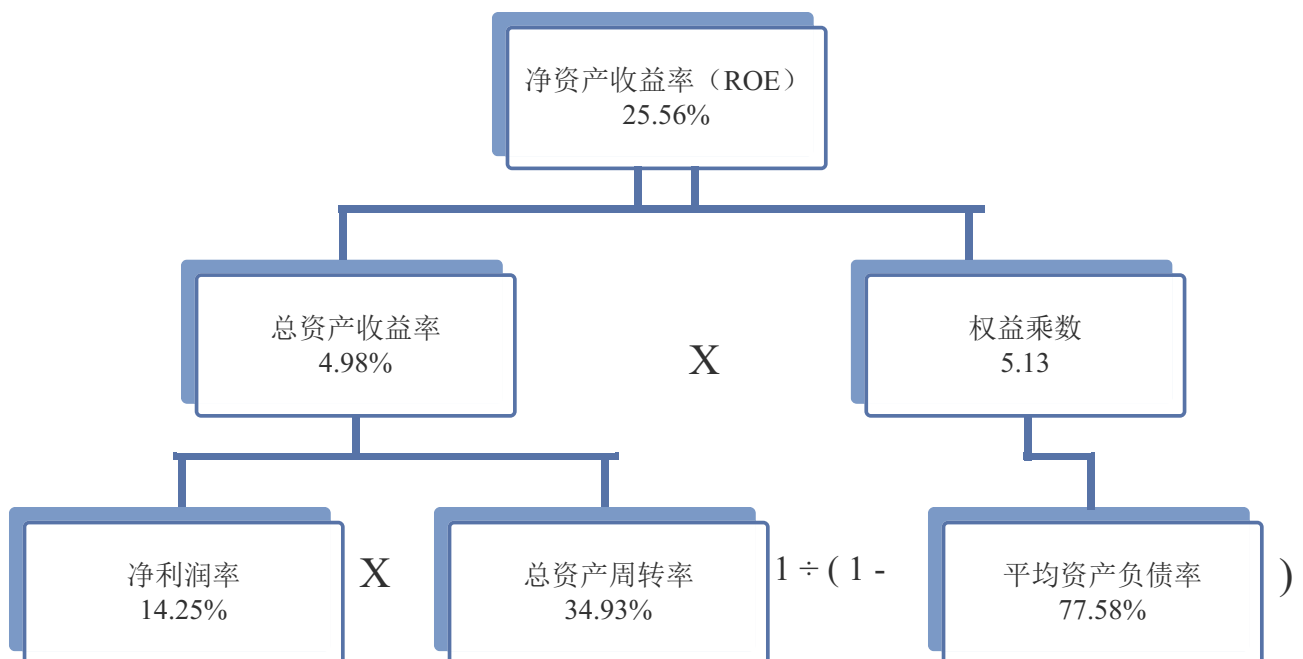 净资产收益率（ROE）
25.56%
总资产收益率
4.98%
X
权益乘数
5.13
净利润率
14.25%
X
总资产周转率
34.93%
1 ÷ ( 1 -
平均资产负债率
77.58%
)